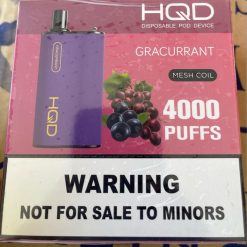 HQD
DISPOSABLE POD DEVICE
GRACURRANT
MESH COIL
4000
PUFFS
HQD
WARNING
NOT FOR SALE TO MINORS